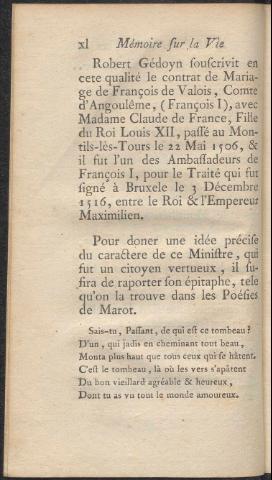 xl Mémoire sur la Vie
Robert Gédoyn souscrivit en
cete qualité le contrat de Maria-
ge de François de Valois, Comte
d'Angoulême, (François I), avec
Madame Claude de France, Fille
du Roi Louis XII, passé au Mon-
tils-lès-Tours le 22 Mai 1506, &
il fut l'un des Ambassadeurs de
François I, pour le Traité qui fut
signé à Bruxele le 3 Décembre
1516, entre le Roi & l'Empereur
Maximilien.
Pour doner une idée précise
du caractere de ce Ministre, qui
fut un citoyen vertueux, il su-
fira de raporter son épitaphe, tele
qu'on la trouve dans les Poésies
de Marot.
Sais-tu, Passant, de qui est ce tombeau?
D'un, qui jadis en cheminant tout beau,
Monta plus haut que tous ceux qui se hâtent.
C'est le tombeau, là où les vers s'apâtent
Du bon vieillard agréable & heureux,
Dont tu as vu tout le monde amoureux.